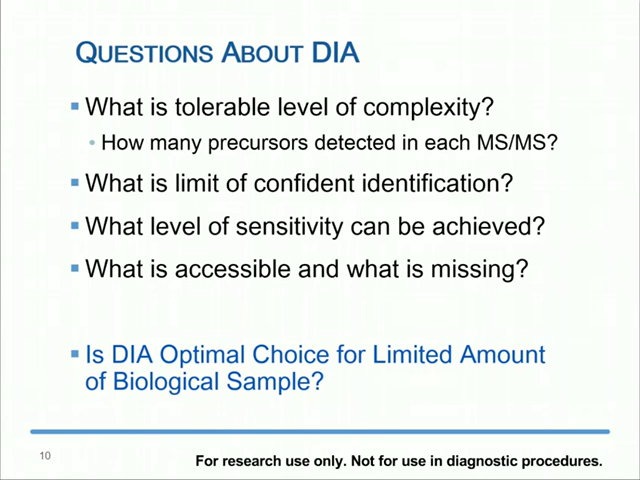 QUESTIONS ABOUT DIA
▪ What is tolerable level of complexity?
• How many precursors detected in each MS/MS?
▪ What is limit of confident identification?
▪ What level of sensitivity can be achieved?
▪ What is accessible and what is missing?
▪ Is DIA Optimal Choice for Limited Amount
of Biological Sample?
10
For research use only. Not for use in diagnostic procedures.